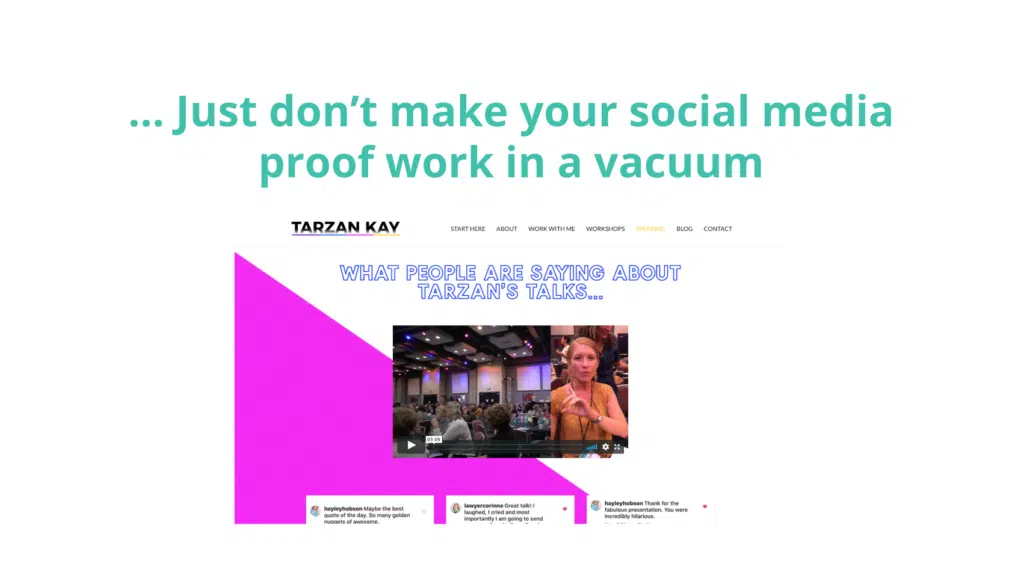 ... Just don't make your social media
proof work in a vacuum
TARZAN KAY
START HERE ABOUT WORK WITH ME WORKSHOPS SPEAKING BLOG CONTACT
WHAT PEOPLE ARE SAYING ABOUT
TARZAN'S TALKS...
hayleyhobson Maybe the best
quote of the day. So many golden
nuggets of awesome.
lawyercorinne Great talk! I
laughed, I cried and most
importantly I am going to send
hayleyhobson Thank for the
fabulous presentation. You were
incredibly hilarious.